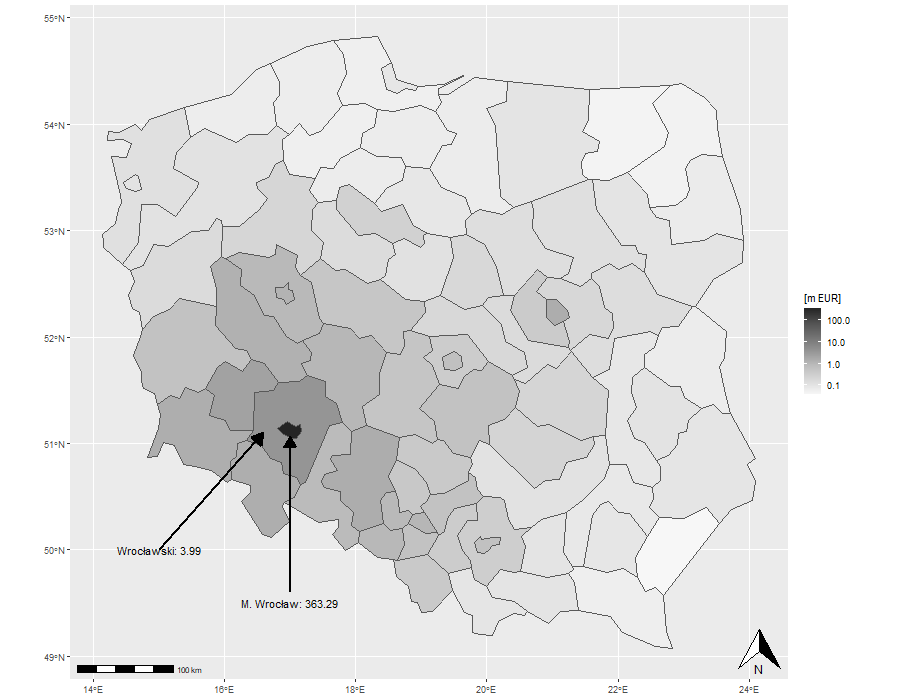 55°N
54°N
53°N
52°N
51°N
50°N
49°N
[m EUR]
100.0
10.0
1.0
0.1
Wrocławski: 3.99
M. Wrocław: 363.29
100 km
N
14°E 16°E 18°E 20°E 22°E 24°E